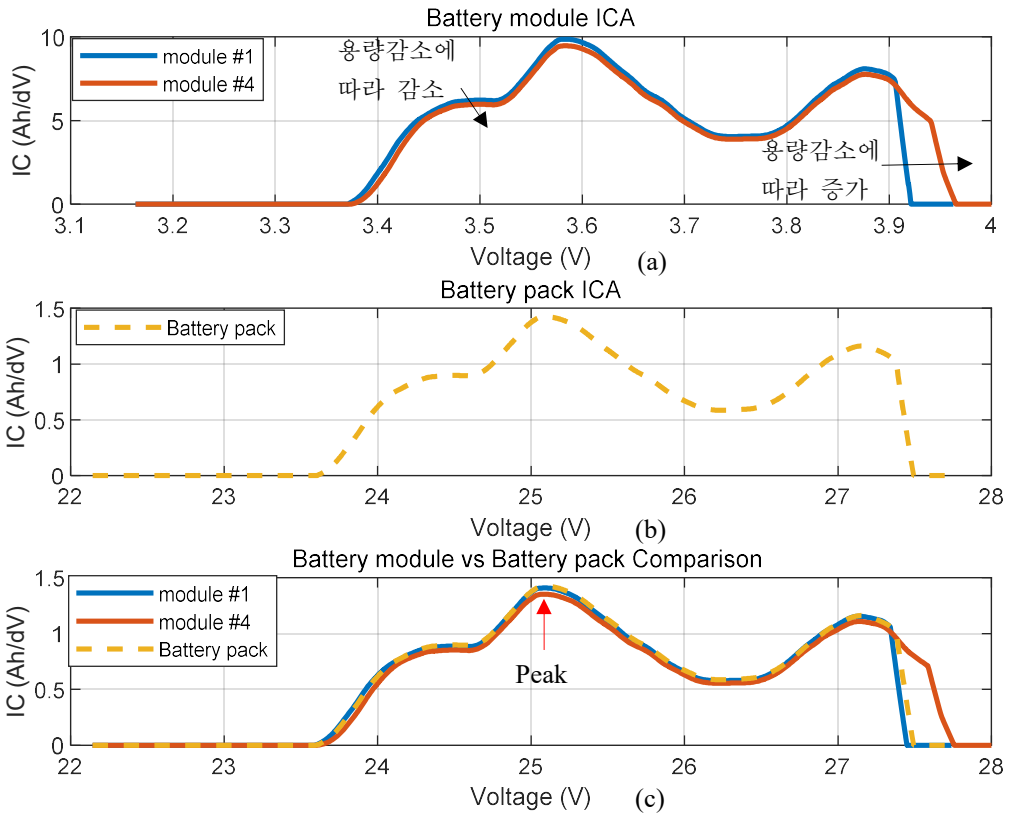 Battery module ICA
IC (Ah/dV)
10
5
0
module #1
module #4
용량감소에
따라 감소
용량감소에
따라 증가
3.1 3.2 3.3 3.4 3.5 3.6 3.7 3.8 3.9 4
Voltage (V) (a)
Battery pack ICA
IC (Ah/dV)
1.5
1
0.5
0
Battery pack
22 23 24 25 26 27 28
Voltage (V) (b)
Battery module vs Battery pack Comparison
IC (Ah/dV)
1.5
1
0.5
0
module #1
module #4
Battery pack
Peak
22 23 24 25 26 27 28
Voltage (V) (c)